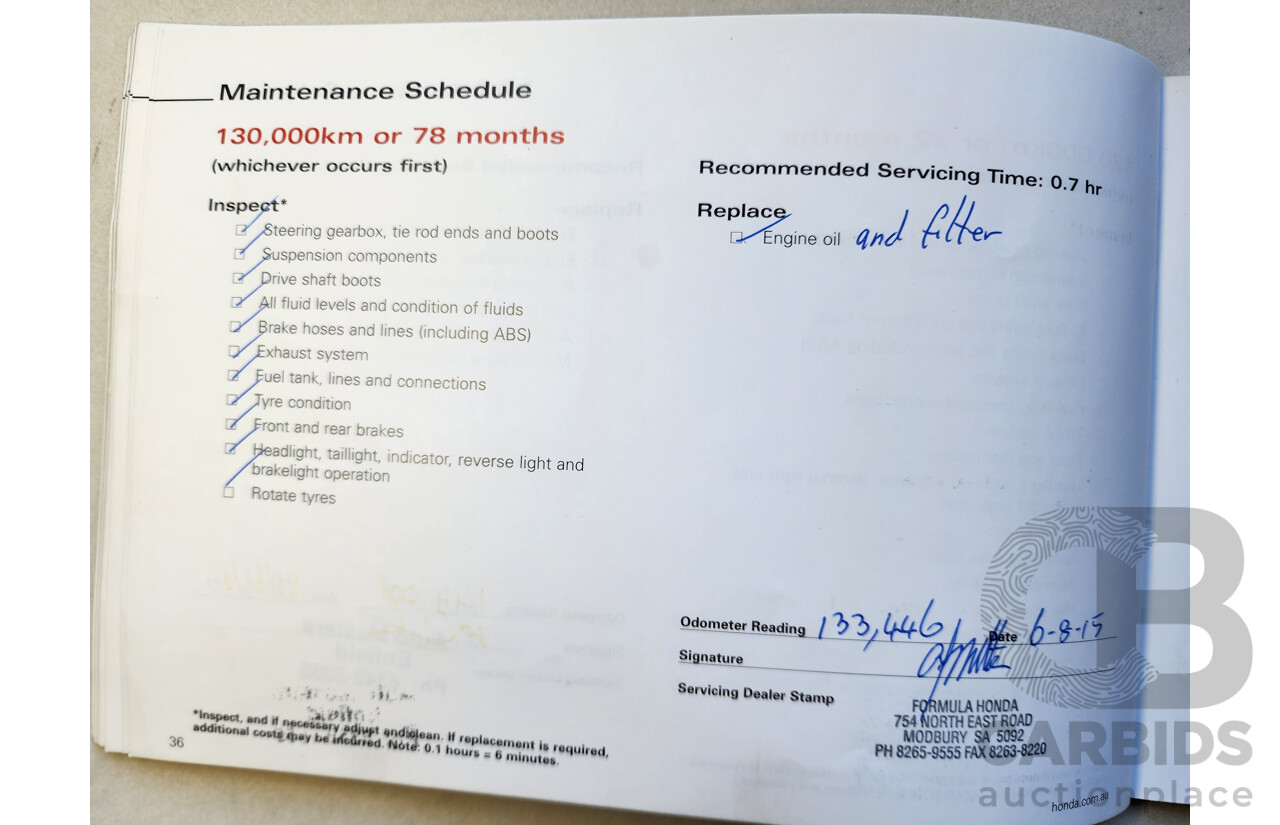 Maintenance Schedule
130,000km or 78 months
(whichever occurs first)
Inspect*
Steering gearbox, tie rod ends and boots
Suspension components
Drive shaft boots
All fluid levels and condition of fluids
Brake hoses and lines (including ABS)
Exhaust system
Fuel tank, lines and connections
Tyre condition
Front and rear brakes
Headlight, taillight, indicator, reverse light and
brakelight operation
Rotate tyres
*Inspect, and if necessary adjust and clean. If replacement is required,
additional costs may be incurred. Note: 0.1 hours = 6 minutes.
36
Recommended Servicing Time: 0.7 hr
Replace
Engine oil and filter
Odometer Reading 133,446 Date 6-8-15
Signature
Servicing Dealer Stamp
FORMULA HONDA
754 NORTH EAST ROAD
MODBURY SA 5092
PH 8265-9555 FAX 8263-8220
honda.com.au
CARBIDS
auctionplace